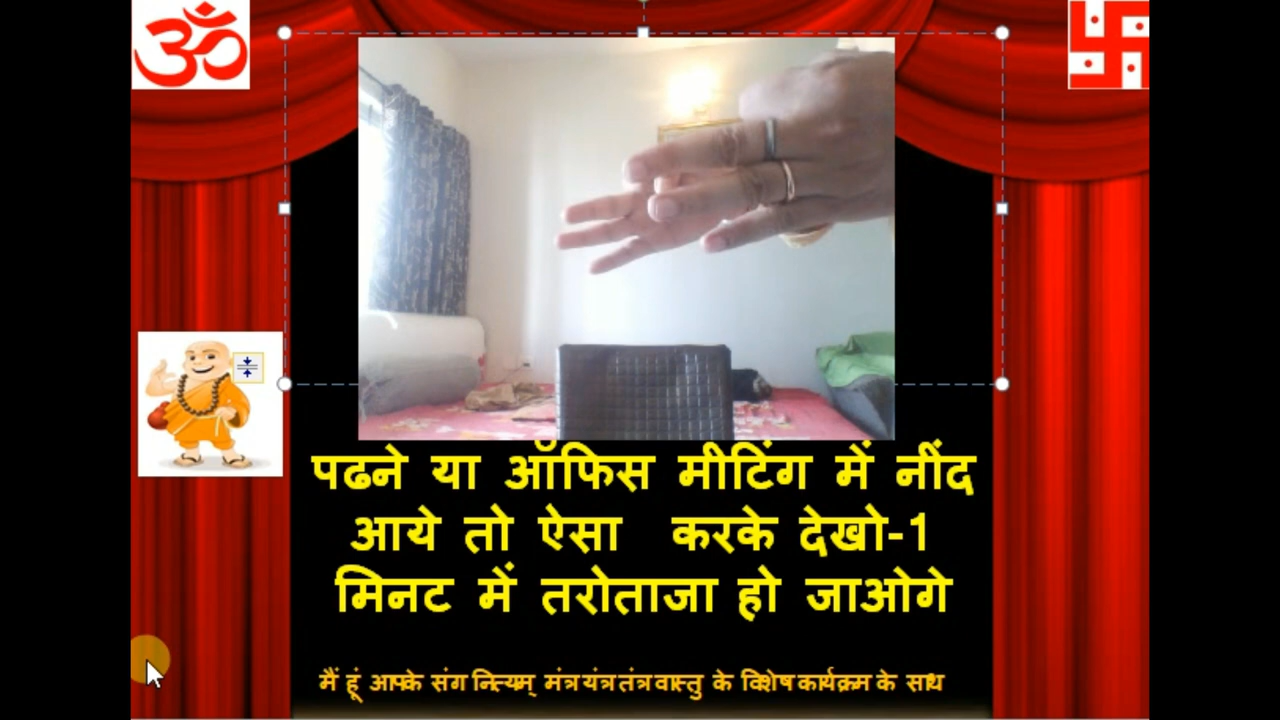 ॐ
पढने या ऑफिस मीटिंग में नींद
आये तो ऐसा करके देखो-1
मिनट में तरोताजा हो जाओगे
मैं हूं आपके संग नित्यम् मंत्र यंत्र तंत्र वास्तु के विशेष कार्यक्रम के साथ